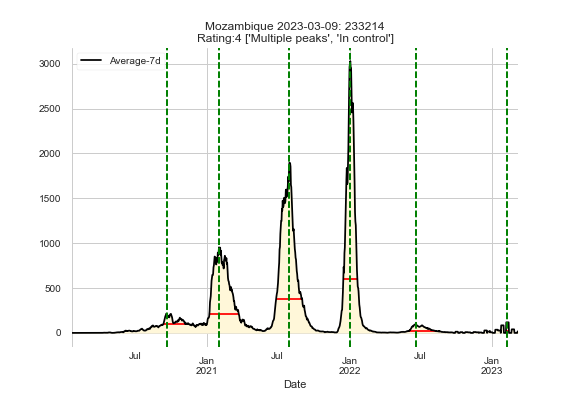 Mozambique 2023-03-09: 233214
Rating:4 ['Multiple peaks', 'In control']
Average-7d
3000
2500
2000
1500
1000
500
0
Jul
Jan
2021
Jul
Jan
2022
Jul
Jan
2023
Date